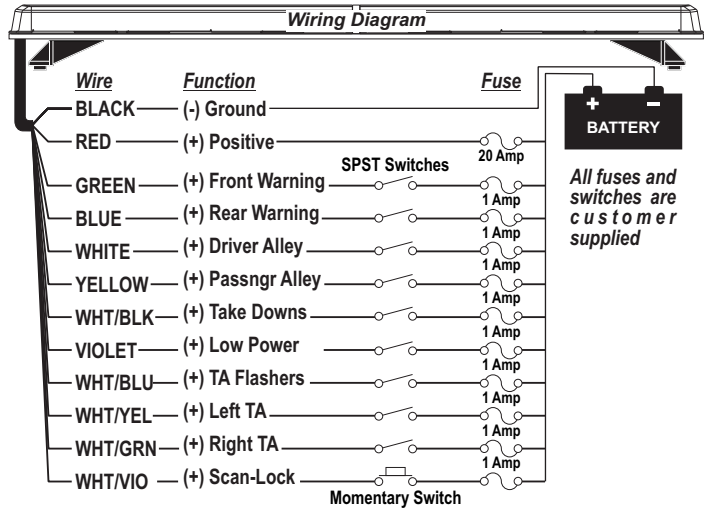 Wiring Diagram
Wire Function Fuse
BLACK (-) Ground
+ −
BATTERY
RED (+) Positive 20 Amp
SPST Switches
GREEN (+) Front Warning 1 Amp
BLUE (+) Rear Warning 1 Amp
WHITE (+) Driver Alley 1 Amp
YELLOW (+) Passngr Alley 1 Amp
WHT/BLK (+) Take Downs 1 Amp
VIOLET (+) Low Power 1 Amp
WHT/BLU (+) TA Flashers 1 Amp
WHT/YEL (+) Left TA 1 Amp
WHT/GRN (+) Right TA 1 Amp
WHT/VIO (+) Scan-Lock
Momentary Switch
All fuses and
switches are
customer
supplied